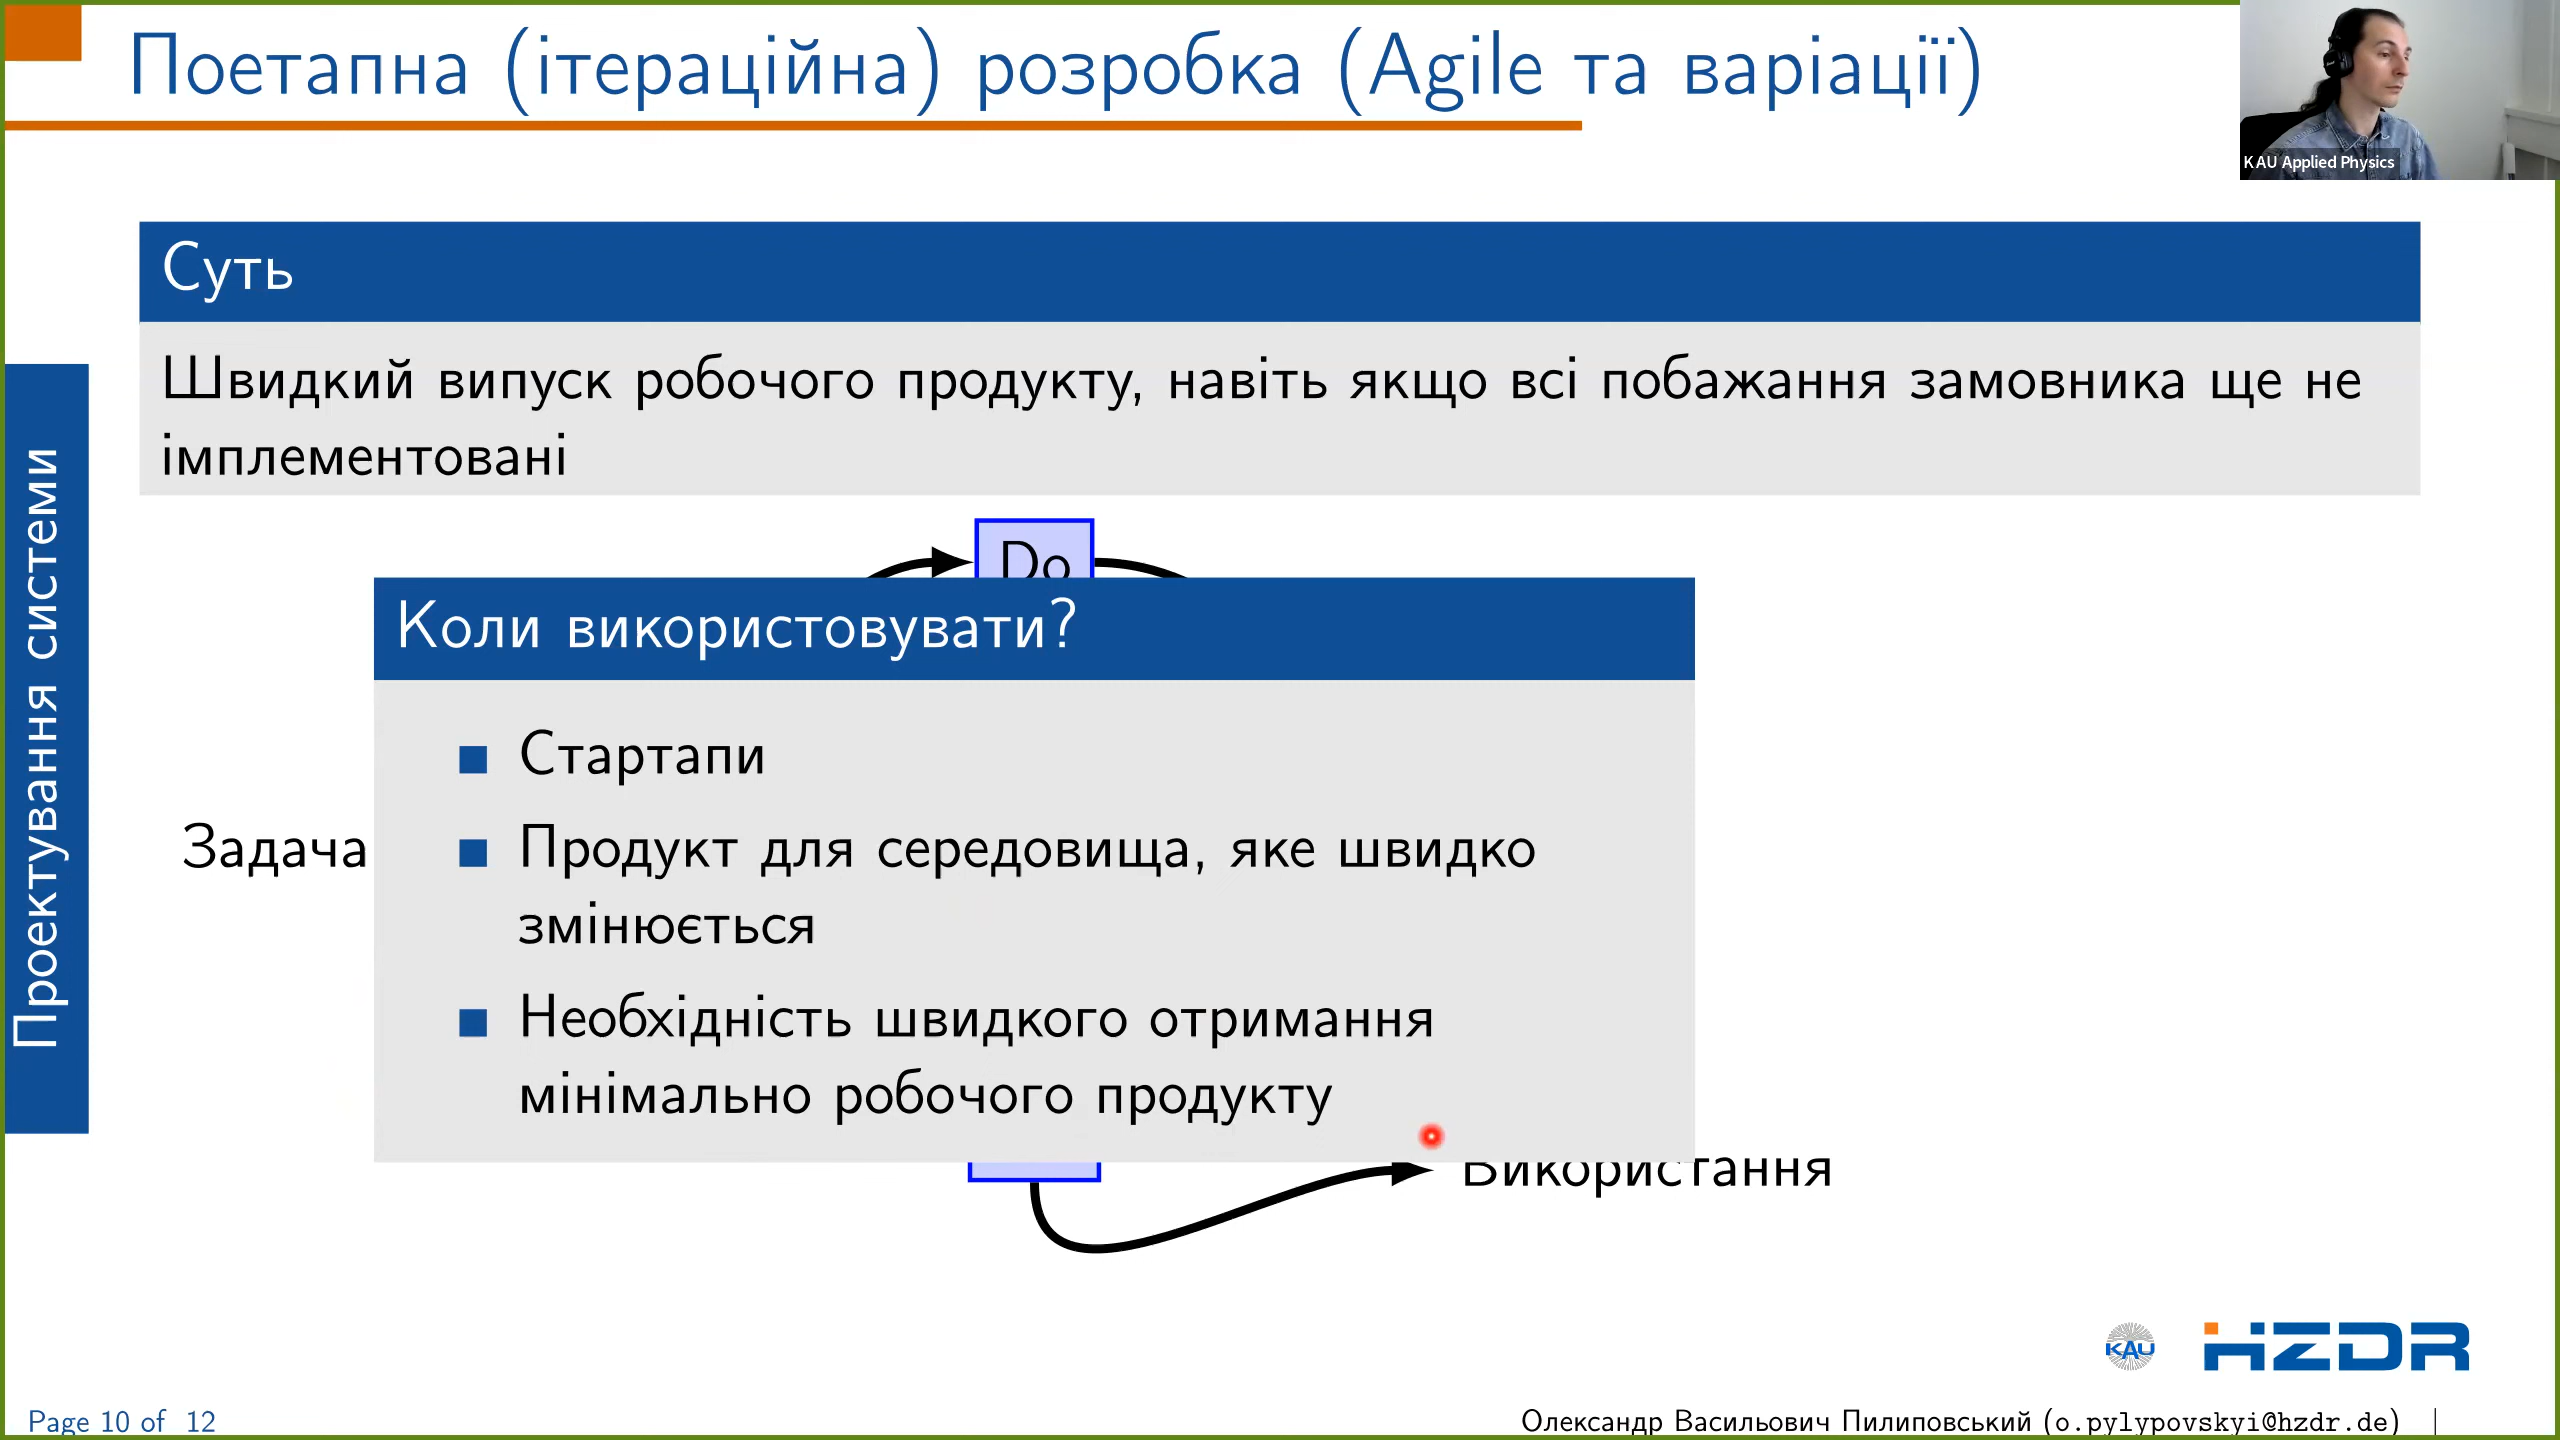 Поетапна (ітераційна) розробка (Agile та варіації)
KAU Applied Physics
Суть
Швидкий випуск робочого продукту, навіть якщо всі побажання замовника ще не
імплементовані
Проектування системи
Do
Коли використовувати?
Стартапи
Задача
Продукт для середовища, яке швидко
змінюється
Необхідність швидкого отримання
мінімально робочого продукту
Використання
KAU
HZDR
Page 10 of 12
Олександр Васильович Пилиповський (o.pylypovskyi@hzdr.de) |